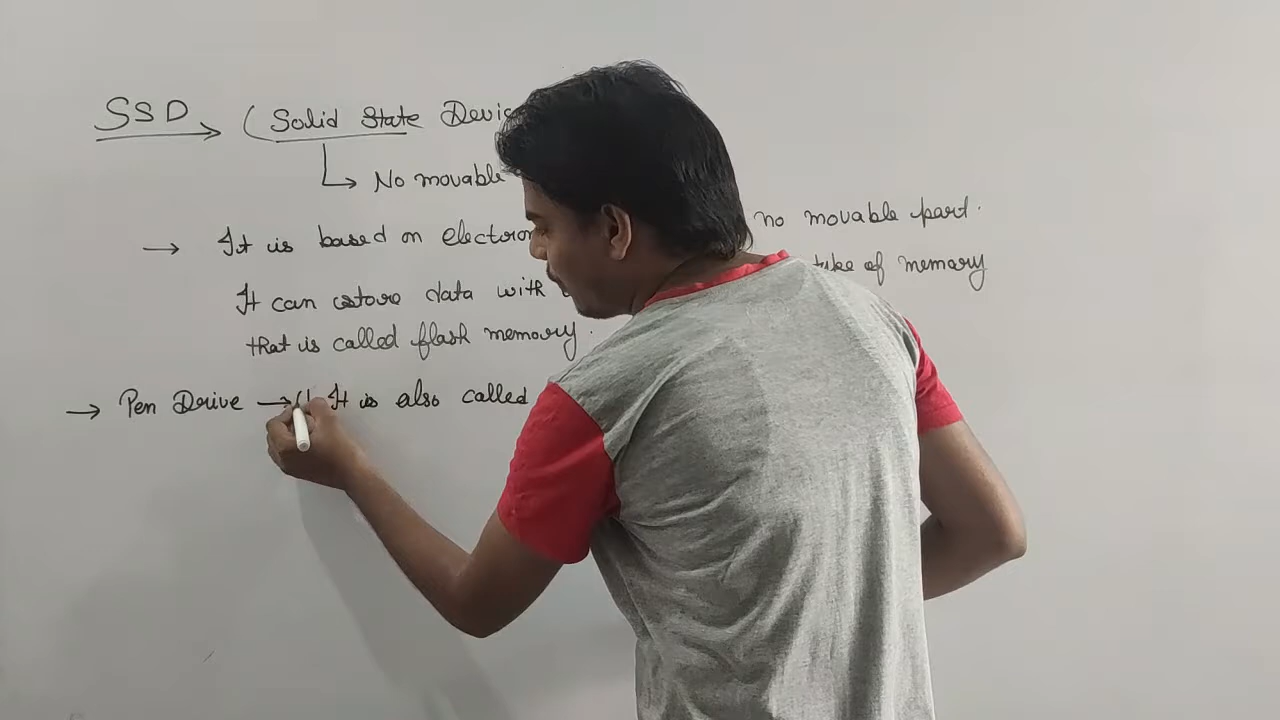 SSD → (Solid State Devic
↳ No movable
→ It is based on electron no movable part.
It can store data with type of memory
that is called flash memory.
→ Pen Drive → It is also called